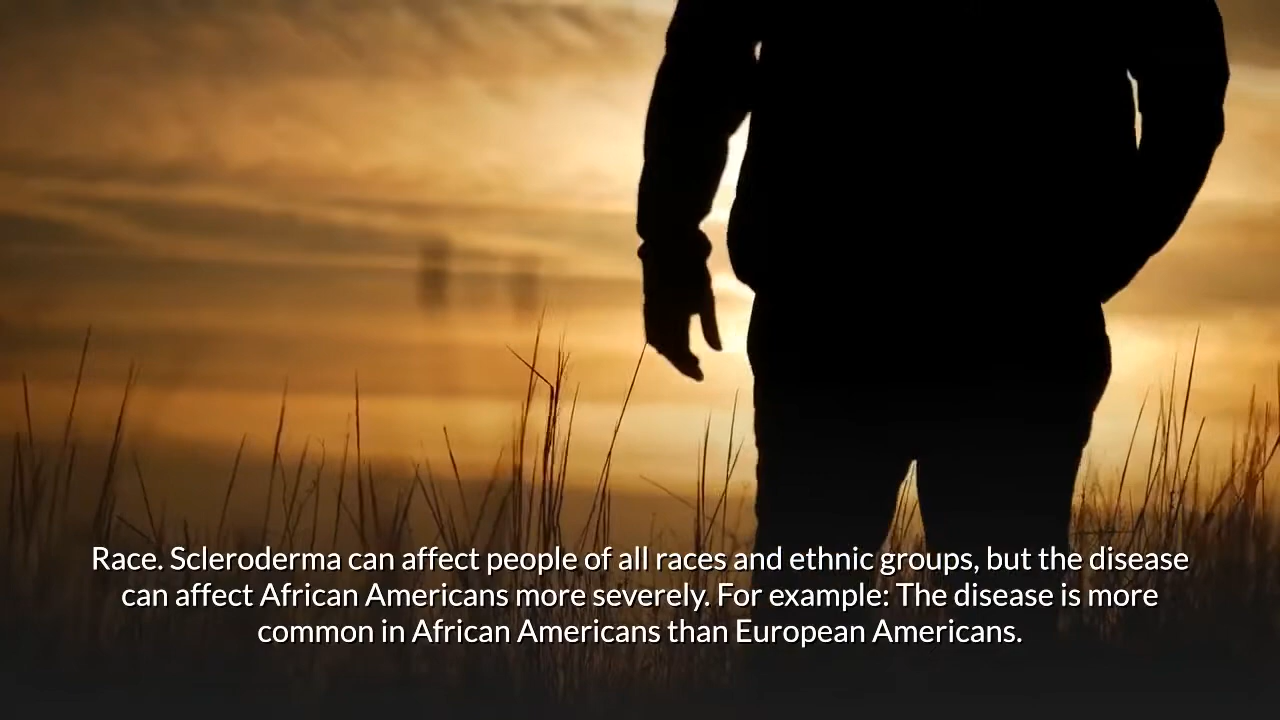 Race. Scleroderma can affect people of all races and ethnic groups, but the disease
can affect African Americans more severely. For example: The disease is more
common in African Americans than European Americans.